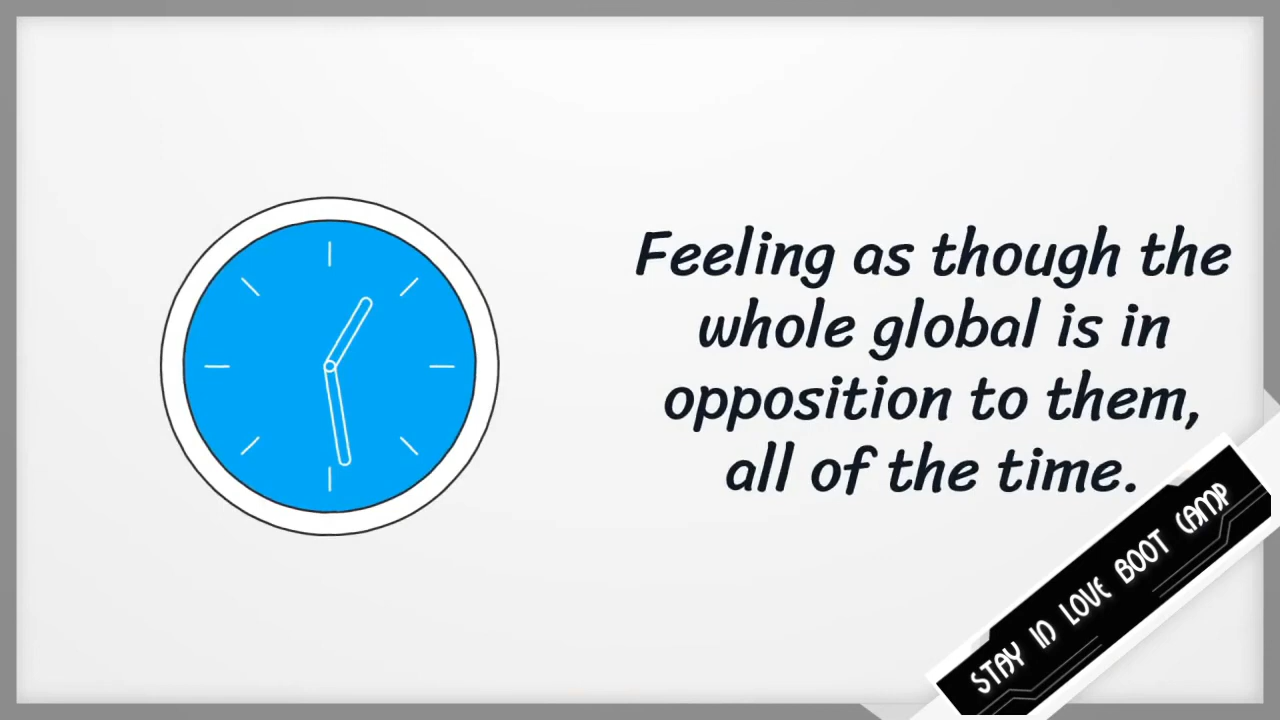 Feeling as though the
whole global is in
opposition to them,
all of the time.
STAY IN LOVE BOOT CAMP